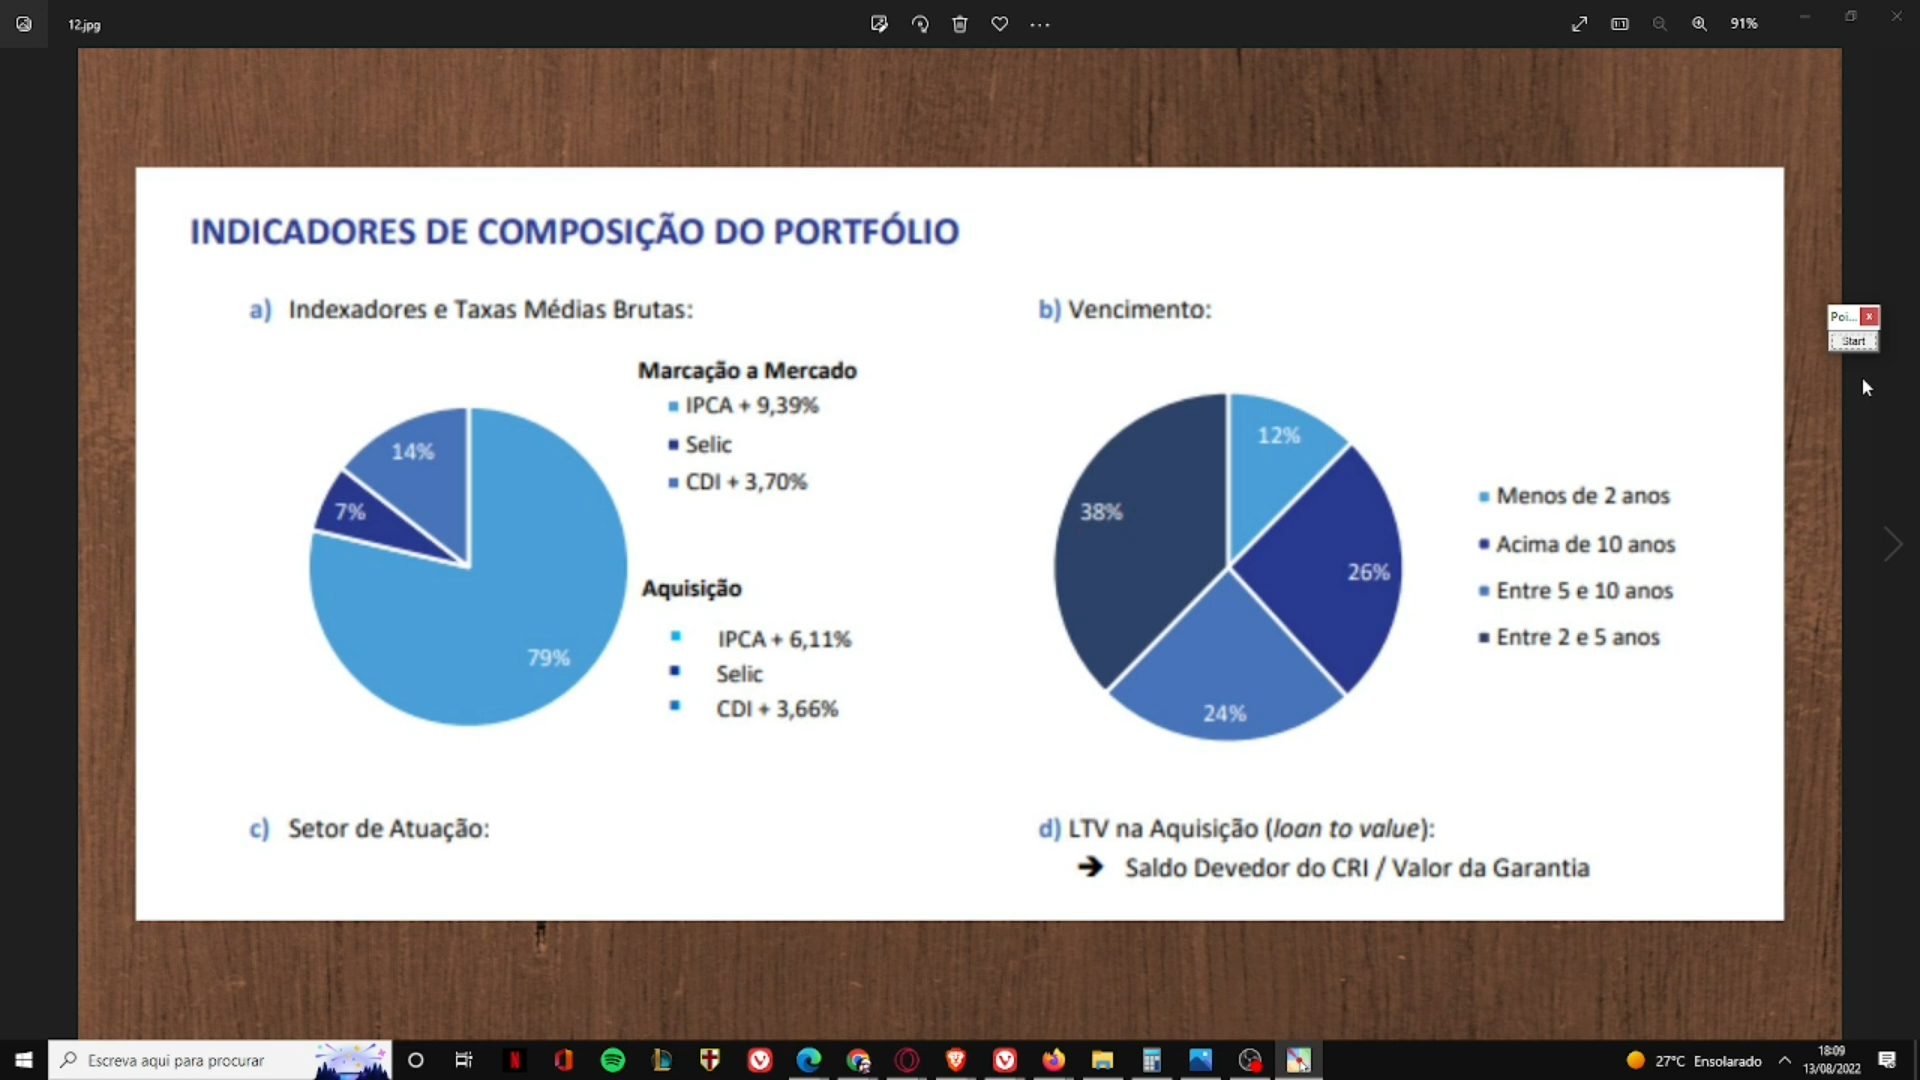 12.jpg
91%
INDICADORES DE COMPOSIÇÃO DO PORTFÓLIO
a) Indexadores e Taxas Médias Brutas:
Marcação a Mercado
IPCA + 9,39%
Selic
CDI + 3,70%
14%
7%
79%
Aquisição
IPCA + 6,11%
Selic
CDI + 3,66%
b) Vencimento:
12%
38%
26%
24%
Menos de 2 anos
Acima de 10 anos
Entre 5 e 10 anos
Entre 2 e 5 anos
c) Setor de Atuação:
d) LTV na Aquisição (loan to value):
➔ Saldo Devedor do CRI / Valor da Garantia
Poi...
Start
Escreva aqui para procurar
27°C Ensolarado
18:09
13/08/2022